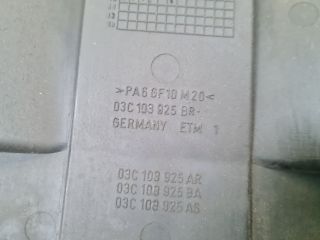 >PA6 GF10 M20<
03C 103 925 BR-
GERMANY ETM 1
03C 103 925 AR
03C 103 925 BA
03C 103 925 AS